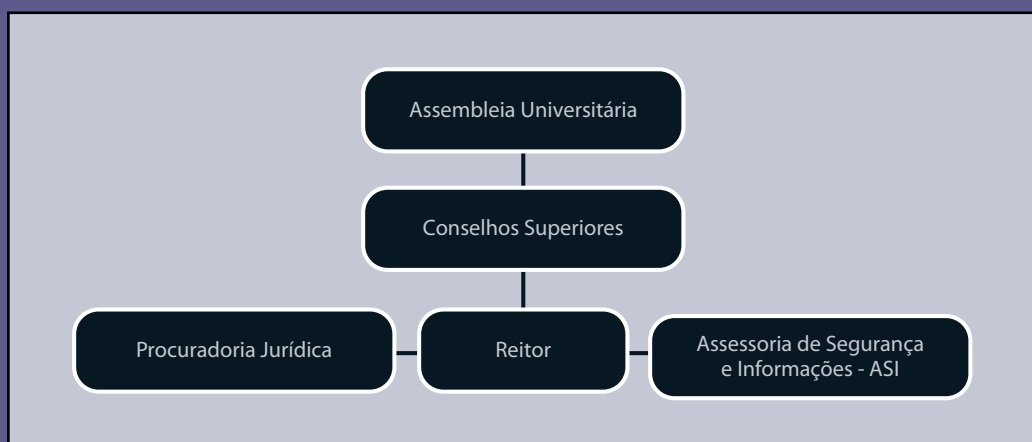 Assembleia Universitária
Conselhos Superiores
Procuradoria Jurídica
Reitor
Assessoria de Segurança
e Informações - ASI